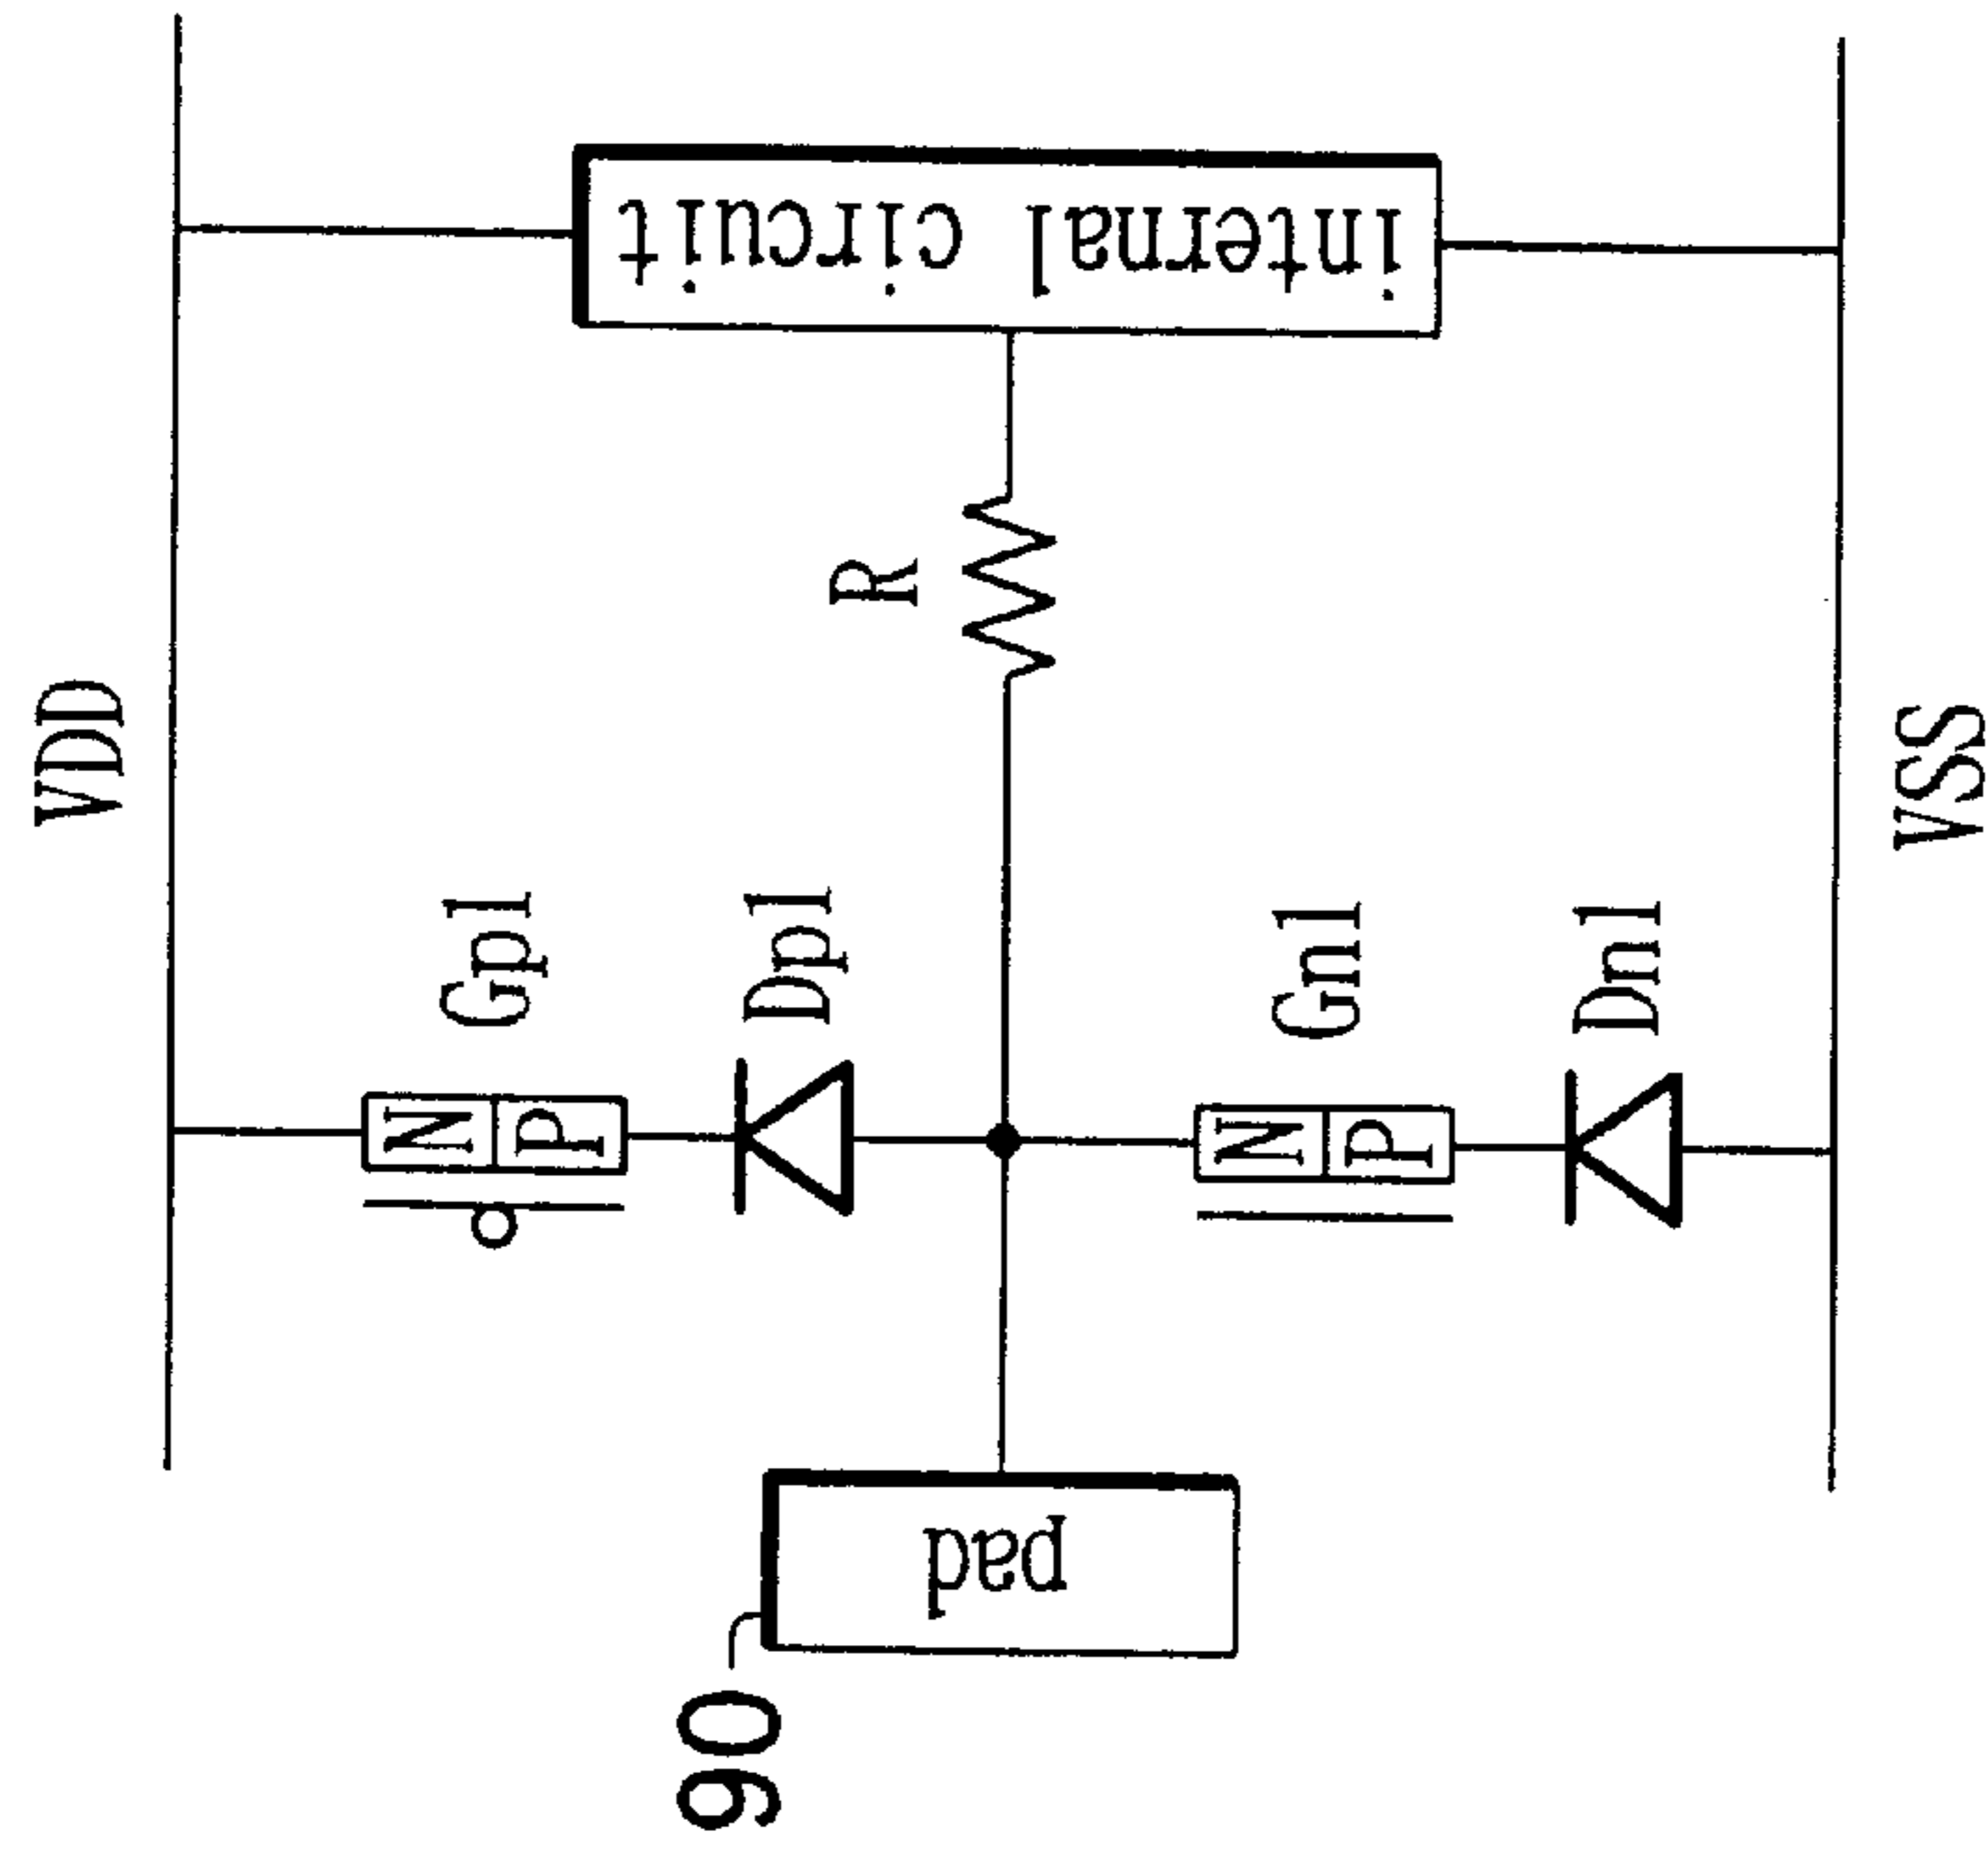 VDD
Gp1
N
P
Dp1
R
internal circuit
pad
90
Gn1
N
P
Dn1
VSS